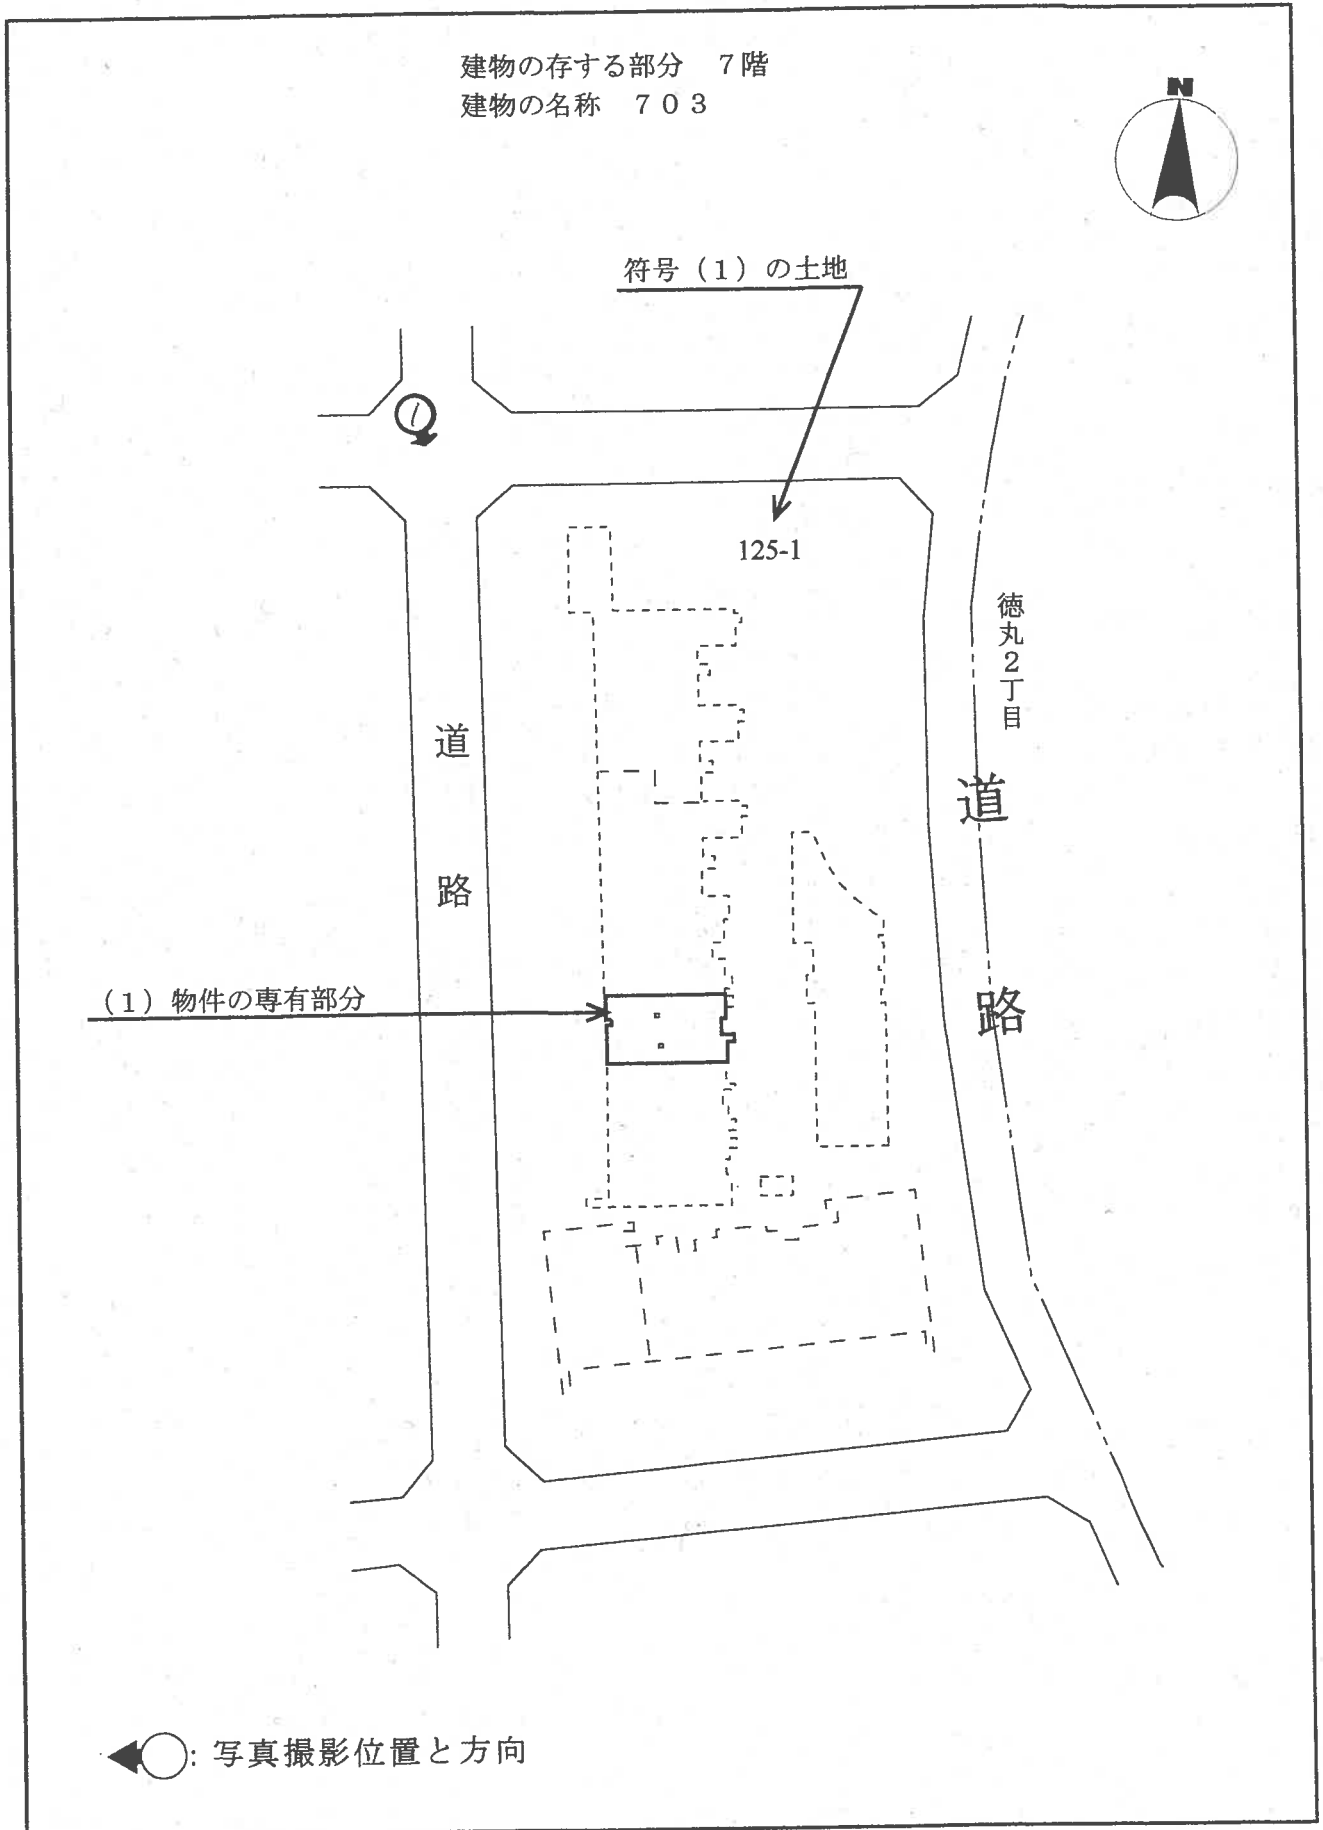 建物の存する部分　7階
建物の名称　７０３
N
符号（１）の土地
1
125-1
徳丸２丁目
道路
道路
（１）物件の専有部分
：写真撮影位置と方向